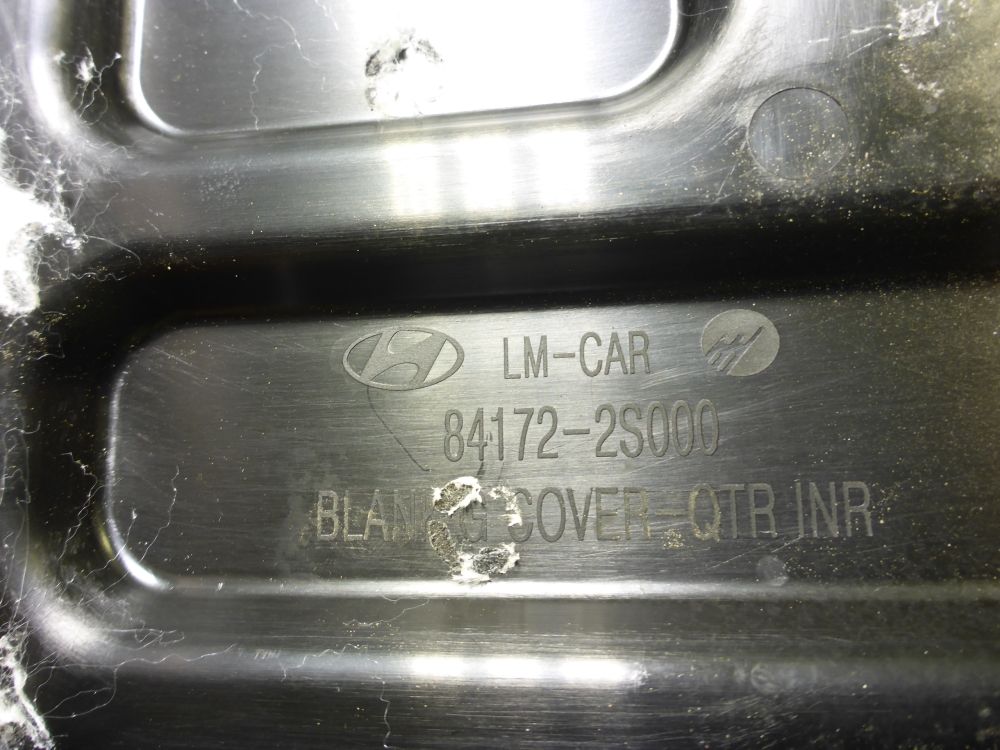 LM-CAR
84172-2S000
COVER-QTR INR